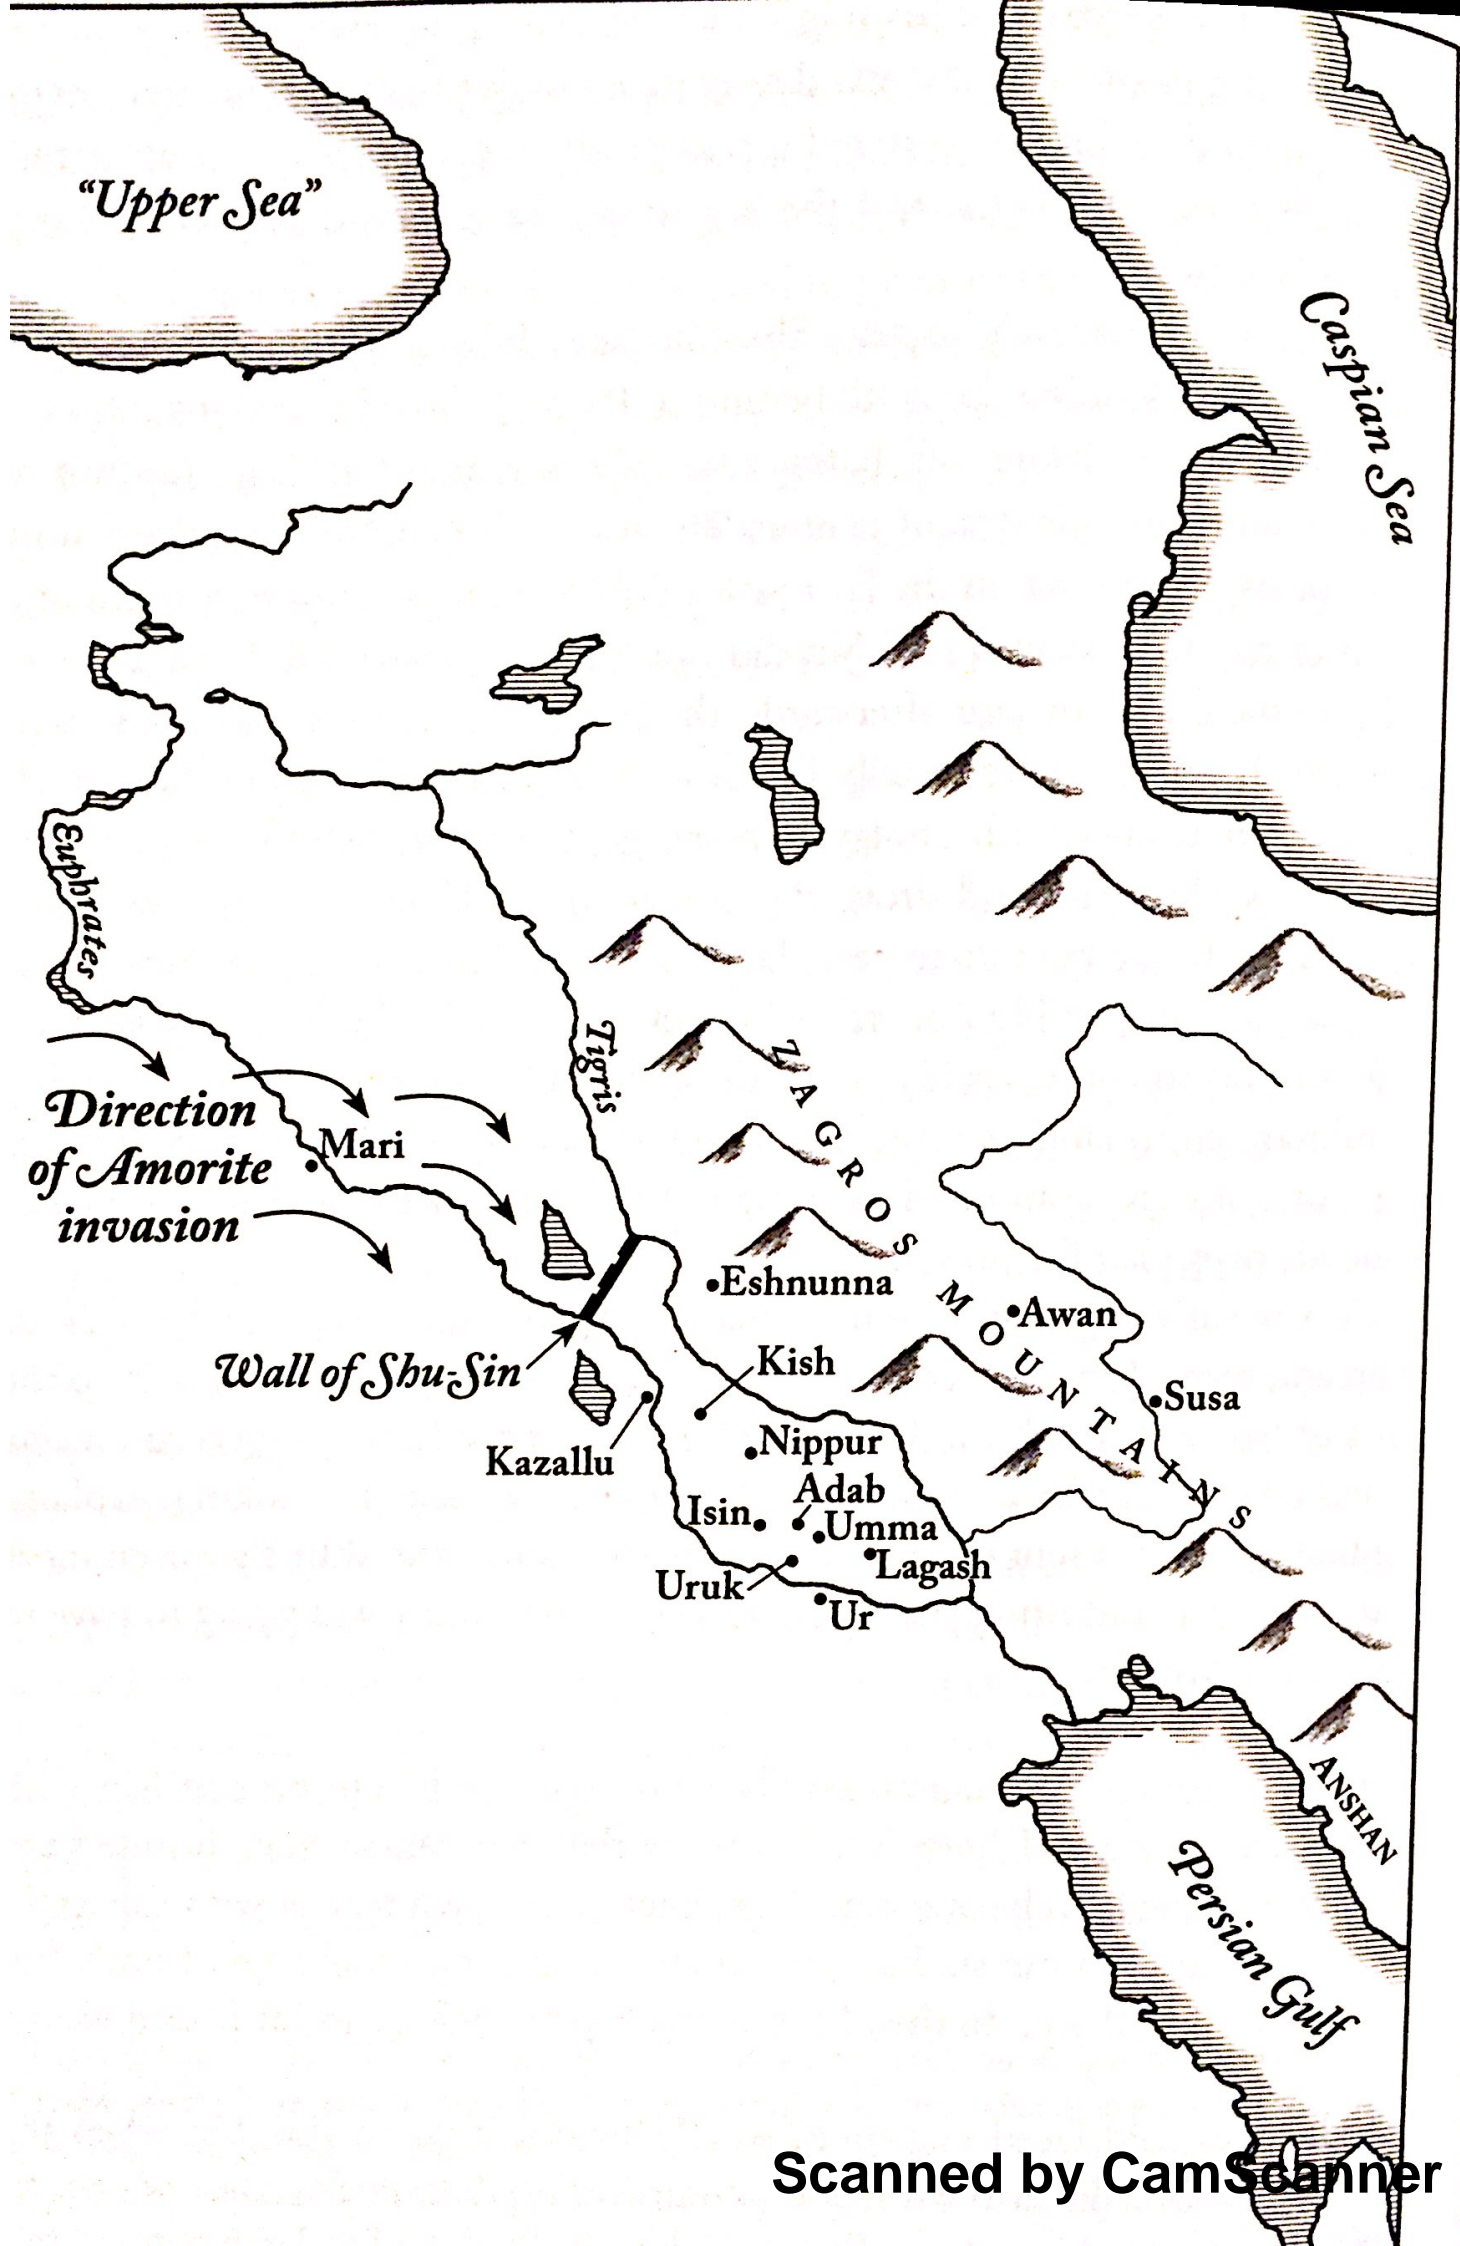 “Upper Sea”
Caspian Sea
Euphrates
Tigris
ZAGROS MOUNTAINS
Direction
of Amorite
invasion
Mari
Eshnunna
Awan
Wall of Shu-Sin
Kish
Susa
Kazallu
Nippur
Adab
Isin
Umma
Lagash
Uruk
Ur
ANSHAN
Persian Gulf
Scanned by CamScanner